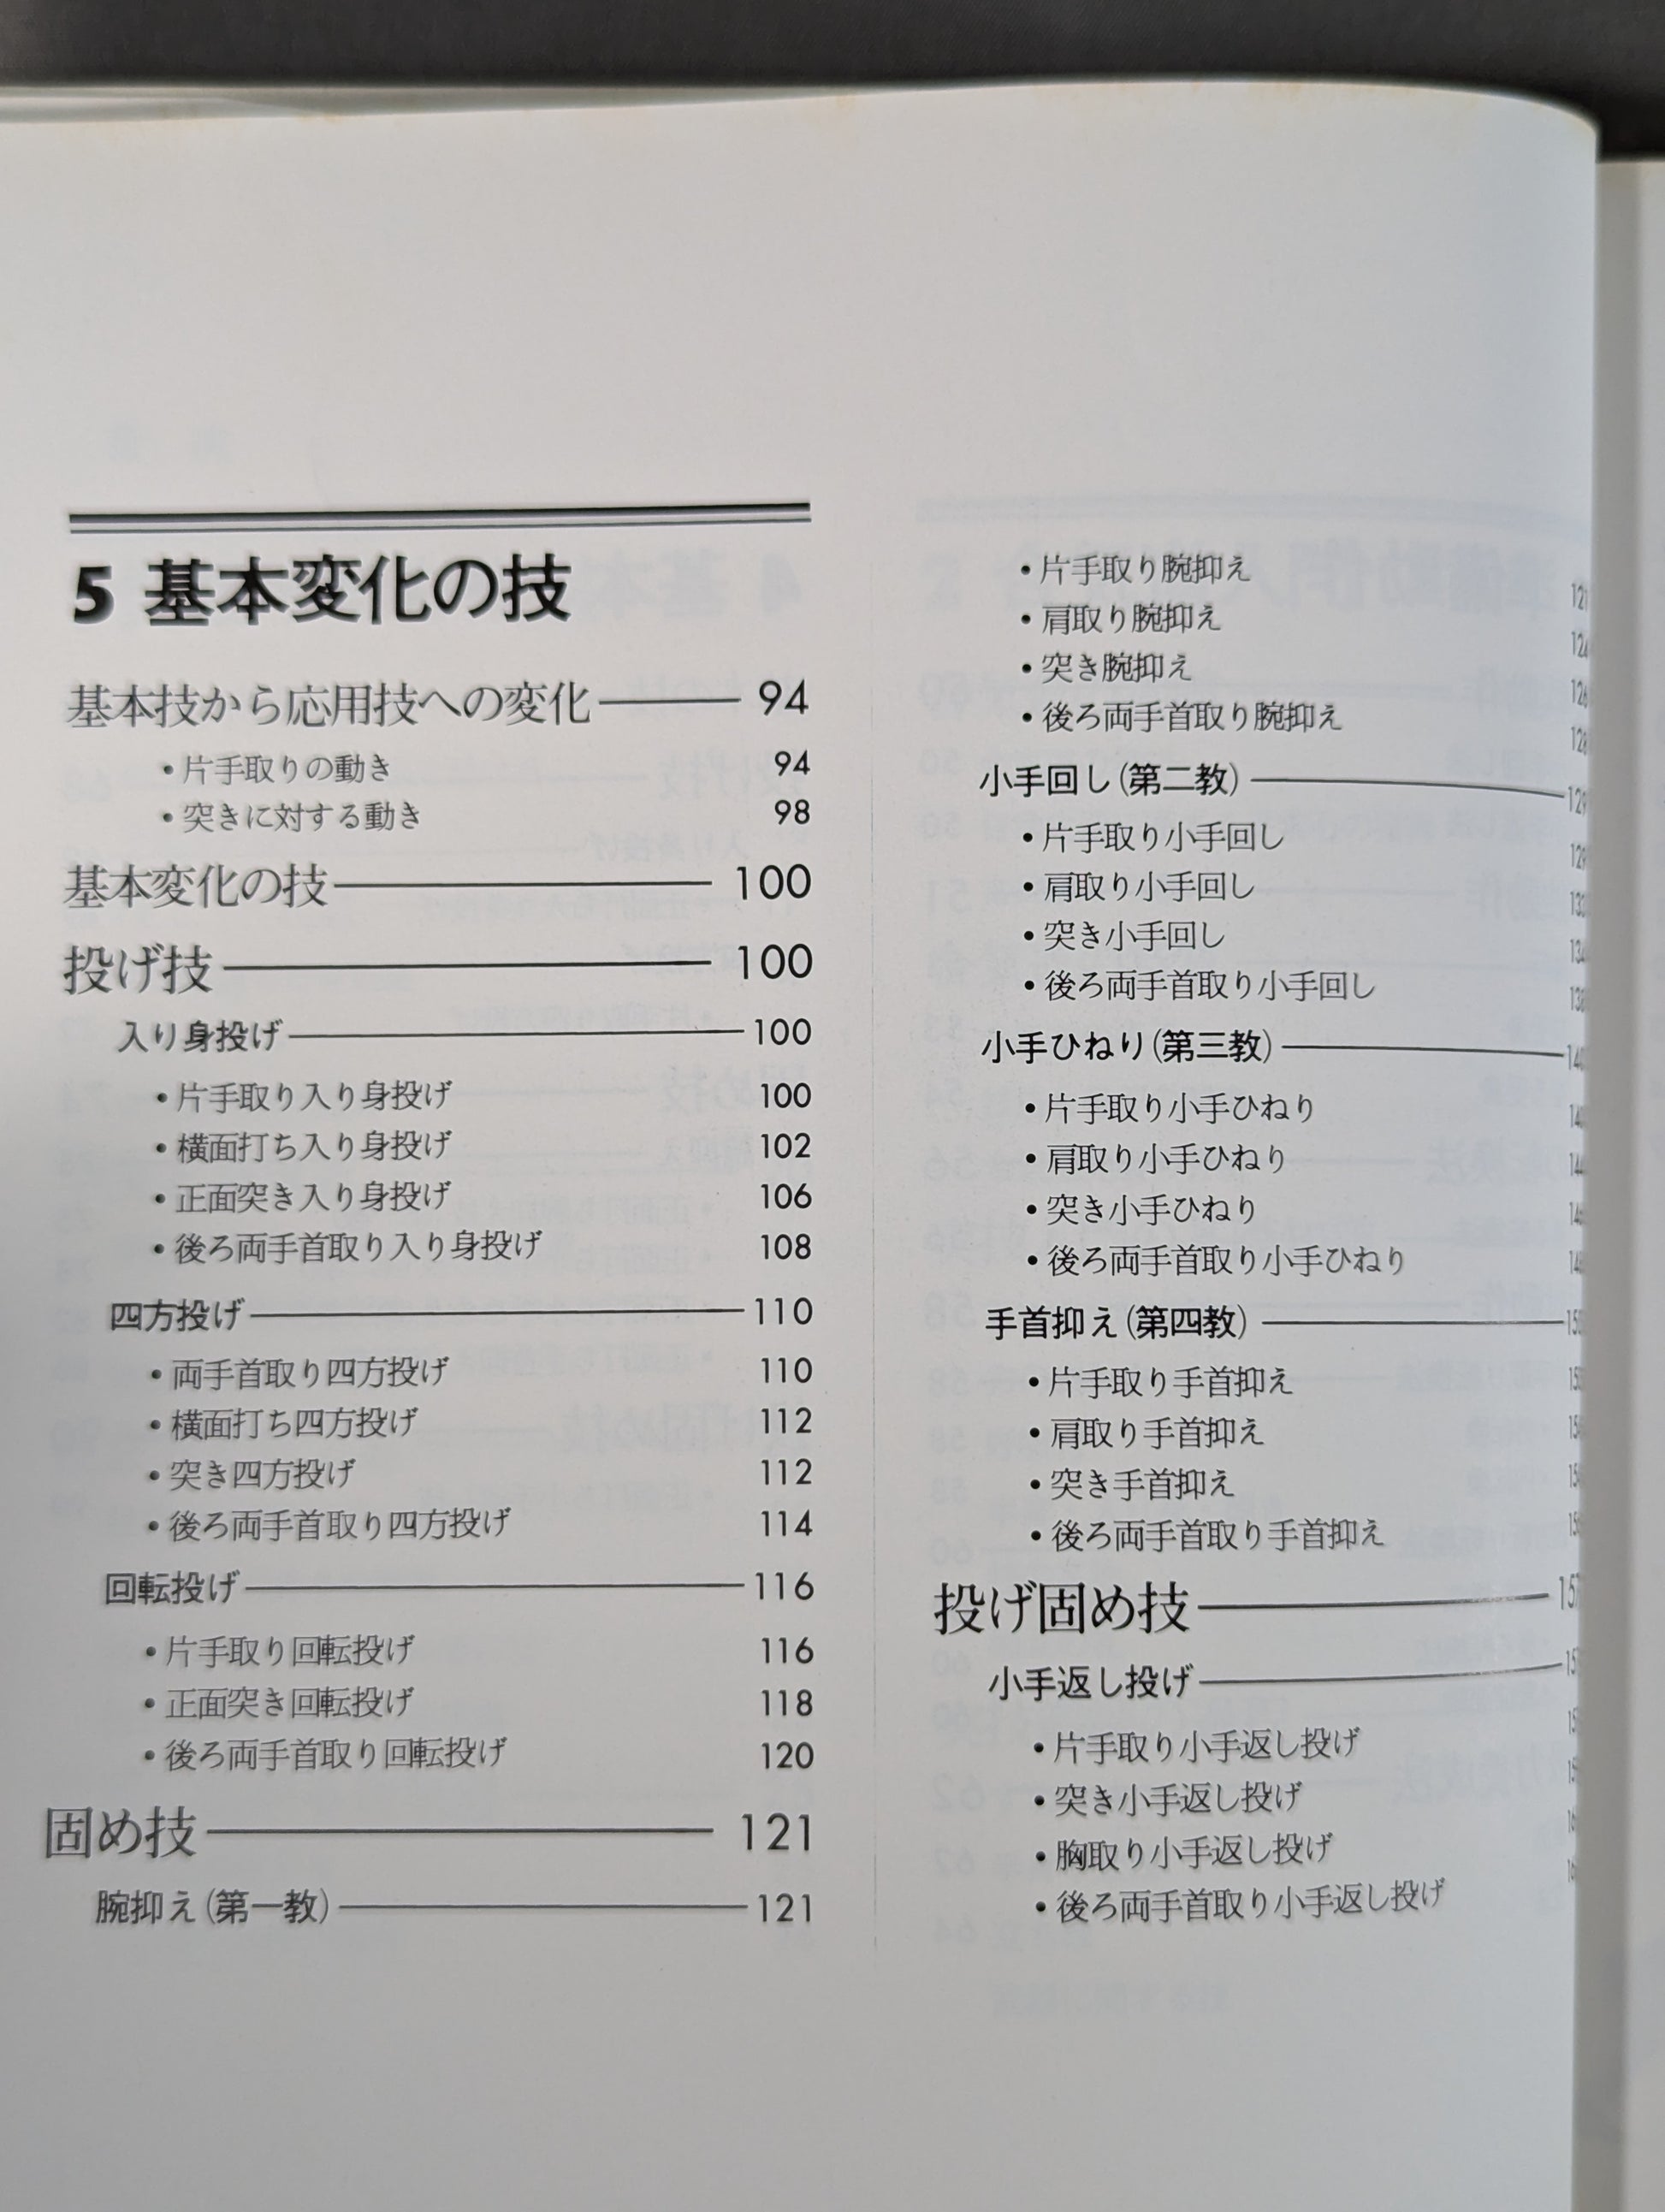 5 基本変化の技
基本技から応用技への変化 94
・片手取りの動き 94
・突きに対する動き 98
基本変化の技 100
投げ技 100
入り身投げ 100
・片手取り入り身投げ 100
・横面打ち入り身投げ 102
・正面突き入り身投げ 106
・後ろ両手首取り入り身投げ 108
四方投げ 110
・両手首取り四方投げ 110
・横面打ち四方投げ 112
・突き四方投げ 112
・後ろ両手首取り四方投げ 114
回転投げ 116
・片手取り回転投げ 116
・正面突き回転投げ 118
・後ろ両手首取り回転投げ 120
固め技 121
腕抑え(第一教) 121
・片手取り腕抑え 121
・肩取り腕抑え
・突き腕抑え 126
・後ろ両手首取り腕抑え 128
小手回し(第二教) 129
・片手取り小手回し 129
・肩取り小手回し
・突き小手回し
・後ろ両手首取り小手回し
小手ひねり(第三教)
・片手取り小手ひねり
・肩取り小手ひねり
・突き小手ひねり
・後ろ両手首取り小手ひねり
手首抑え(第四教)
・片手取り手首抑え
・肩取り手首抑え
・突き手首抑え
・後ろ両手首取り手首抑え
投げ固め技 157
小手返し投げ
・片手取り小手返し投げ
・突き小手返し投げ
・胸取り小手返し投げ
・後ろ両手首取り小手返し投げ